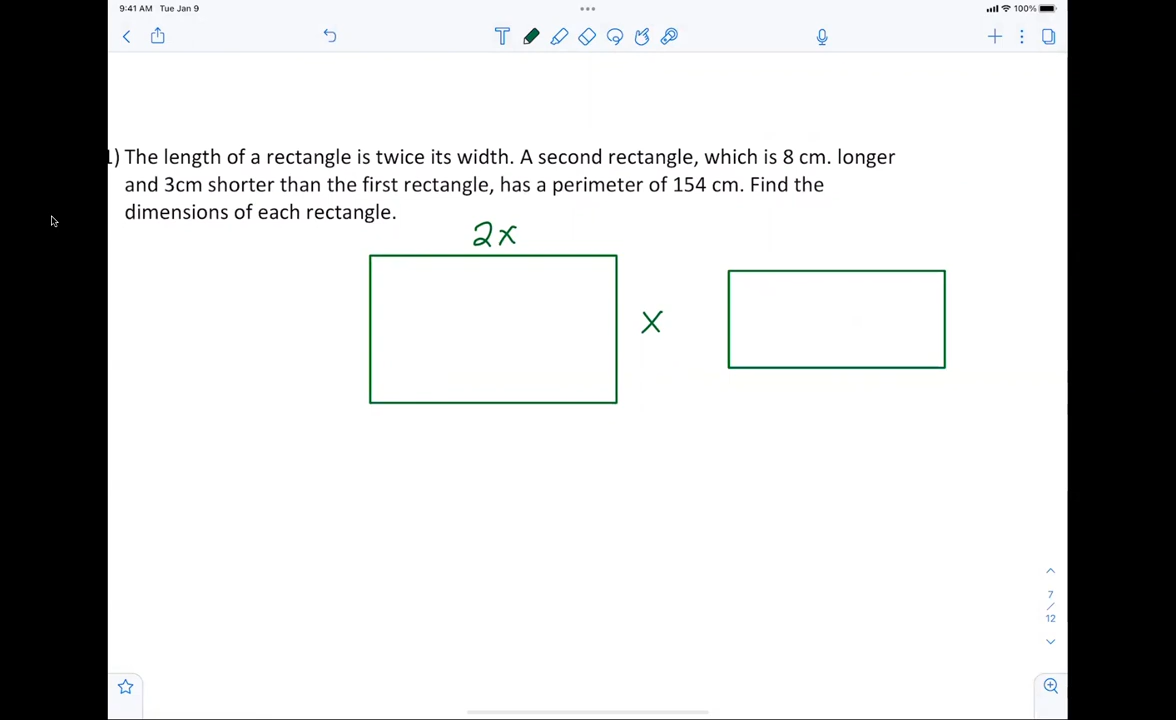 9:41 AM Tue Jan 9
100%
1) The length of a rectangle is twice its width. A second rectangle, which is 8 cm. longer
and 3cm shorter than the first rectangle, has a perimeter of 154 cm. Find the
dimensions of each rectangle.
2x
x
7
/
12